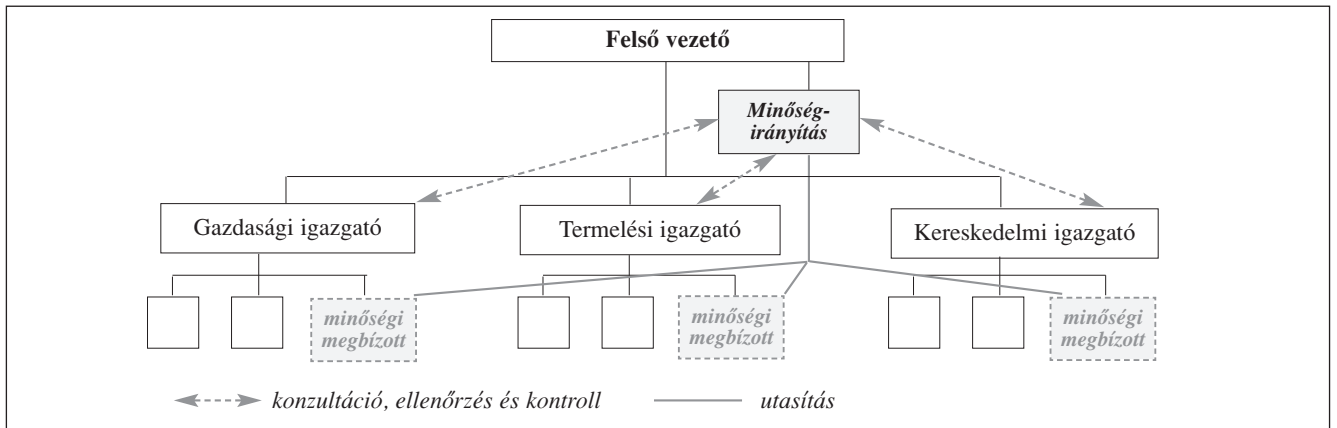 Felső vezető
Minőség-
irányítás
Gazdasági igazgató
Termelési igazgató
Kereskedelmi igazgató
minőségi
megbízott
minőségi
megbízott
minőségi
megbízott
konzultáció, ellenőrzés és kontroll
utasítás